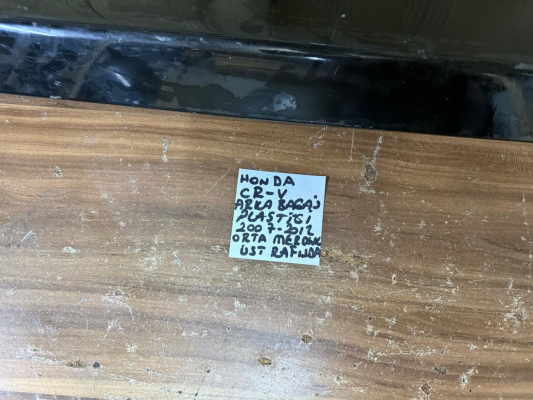 HONDA
CR-V
ARKA BAGAJ
PLASTİĞİ
2007-2012
ORTA MERDİVEN
ÜST RAFINDA